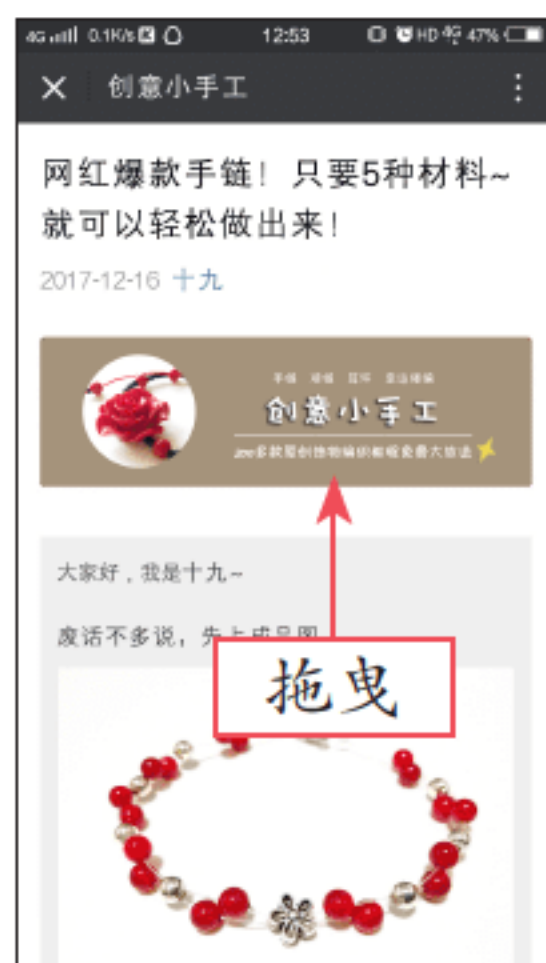 4G 0.1K/s 12:53 HD 4G 47%
创意小手工
网红爆款手链！只要5种材料~
就可以轻松做出来！
2017-12-16 十九
创意小手工
大家好，我是十九~
废话不多说，先上成品图
拖曳